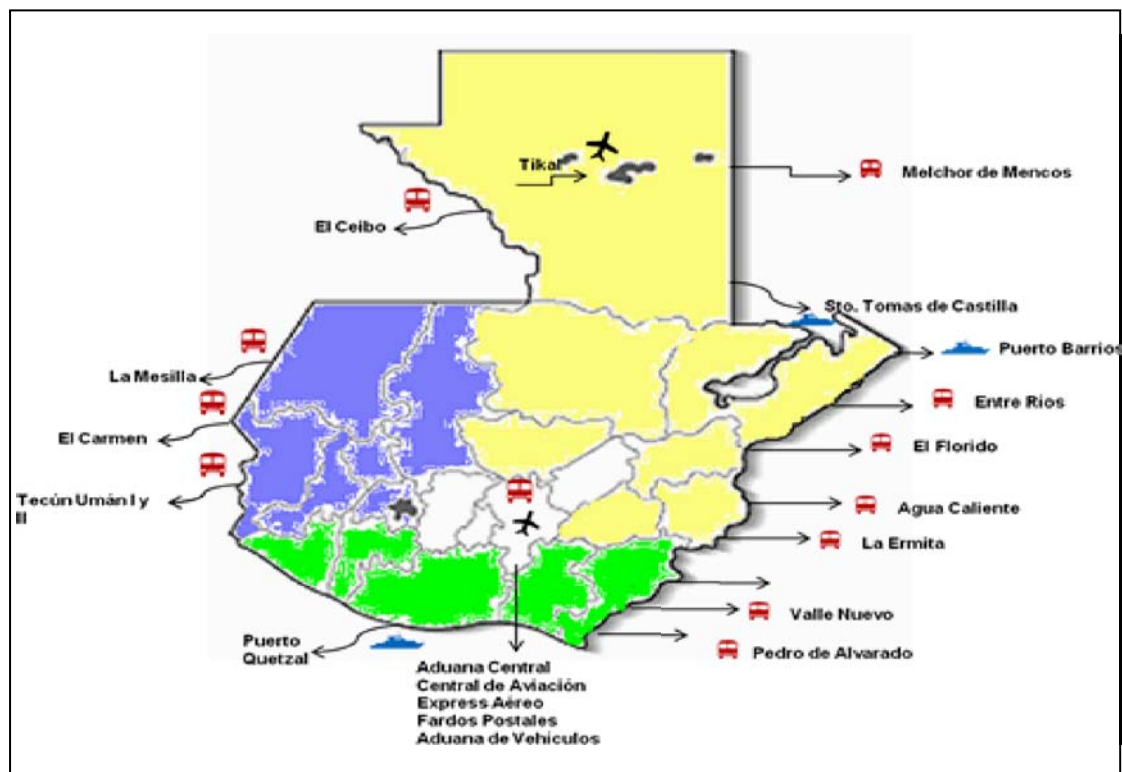 Tikal
Melchor de Mencos
El Ceibo
Sto. Tomas de Castilla
Puerto Barrios
La Mesilla
Entre Rios
El Carmen
El Florido
Tecún Umán I y
II
Agua Caliente
La Ermita
Valle Nuevo
Puerto
Quetzal
Pedro de Alvarado
Aduana Central
Central de Aviación
Express Aéreo
Fardos Postales
Aduana de Vehículos